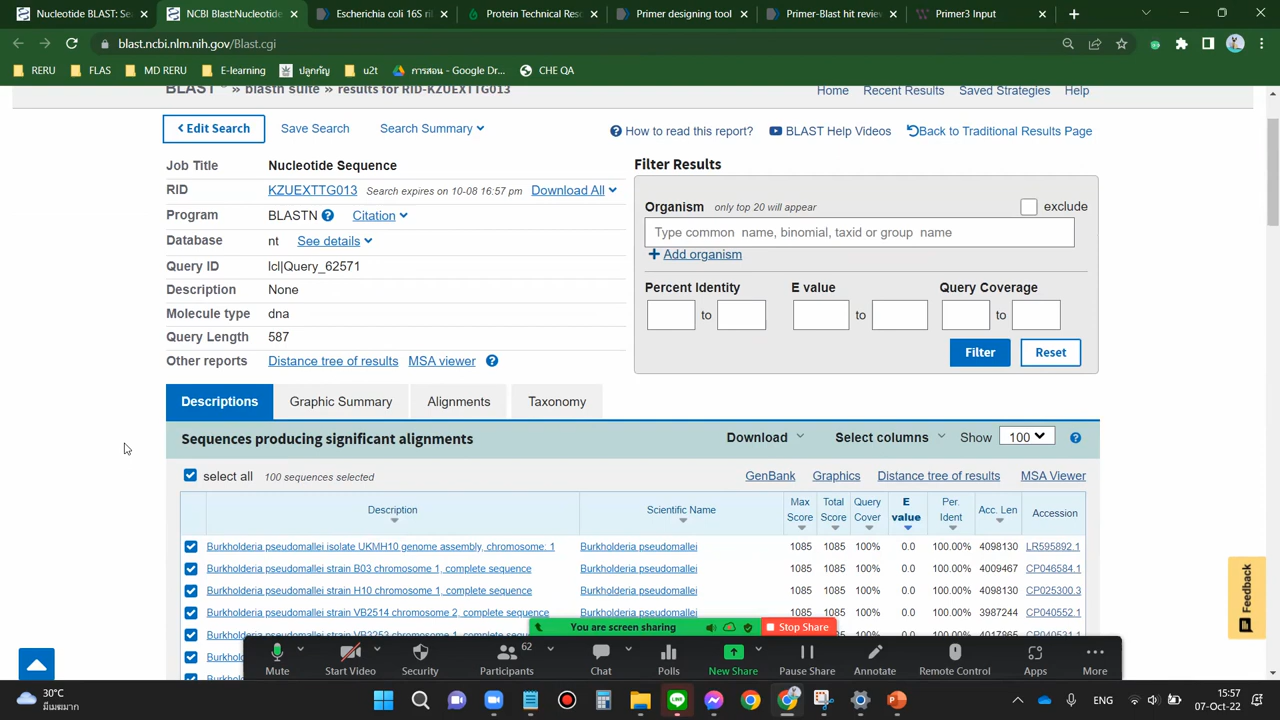 Nucleotide BLAST: Search
NCBI Blast:Nucleotide
Escherichia coli 16S ri
Protein Technical Reso
Primer designing tool
Primer-Blast hit review
Primer3 Input
blast.ncbi.nlm.nih.gov/Blast.cgi
RERU
FLAS
MD RERU
E-learning
ปลูกกัญ
u2t
การสอน - Google Dr...
CHE QA
BLAST ® » blastn suite » results for RID-KZUEXTTG013
Home Recent Results Saved Strategies Help
< Edit Search Save Search Search Summary
How to read this report? BLAST Help Videos Back to Traditional Results Page
Job Title Nucleotide Sequence
RID KZUEXTTG013 Search expires on 10-08 16:57 pm Download All
Program BLASTN ? Citation
Database nt See details
Query ID lcl|Query_62571
Description None
Molecule type dna
Query Length 587
Other reports Distance tree of results MSA viewer ?
Filter Results
Organism only top 20 will appear exclude
Type common name, binomial, taxid or group name
+ Add organism
Percent Identity E value Query Coverage
to to to
Filter Reset
Descriptions Graphic Summary Alignments Taxonomy
Sequences producing significant alignments Download Select columns Show 100 ?
select all 100 sequences selected GenBank Graphics Distance tree of results MSA Viewer
Description Scientific Name Max Score Total Score Query Cover E value Per. Ident Acc. Len Accession
Burkholderia pseudomallei isolate UKMH10 genome assembly, chromosome: 1 Burkholderia pseudomallei 1085 1085 100% 0.0 100.00% 4098130 LR595892.1
Burkholderia pseudomallei strain B03 chromosome 1, complete sequence Burkholderia pseudomallei 1085 1085 100% 0.0 100.00% 4009467 CP046584.1
Burkholderia pseudomallei strain H10 chromosome 1, complete sequence Burkholderia pseudomallei 1085 1085 100% 0.0 100.00% 4098130 CP025300.3
Burkholderia pseudomallei strain VB2514 chromosome 2, complete sequence Burkholderia pseudomallei 1085 1085 100% 0.0 100.00% 3987244 CP040552.1
Burkholderia pseudomallei strain VB3253 chromosome
Feedback
You are screen sharing Stop Share
62
Mute Start Video Security Participants Chat Polls New Share Pause Share Annotate Remote Control Apps More
30°C
มีเมฆมาก
ENG
15:57
07-Oct-22